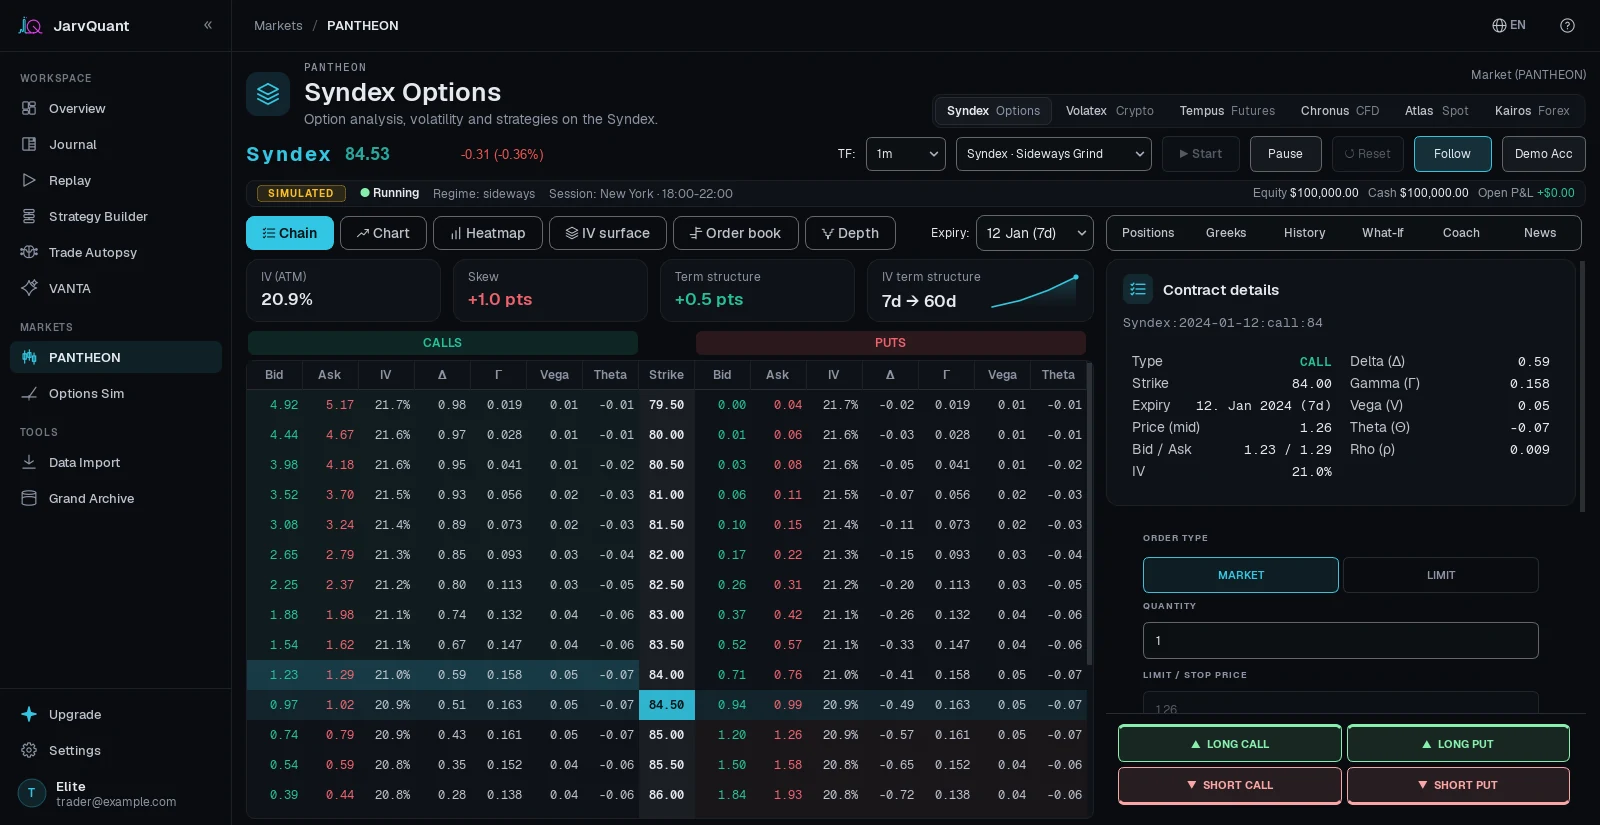 JarvQuant
«
Markets / PANTHEON
EN
WORKSPACE
Overview
Journal
Replay
Strategy Builder
Trade Autopsy
VANTA
MARKETS
PANTHEON
Options Sim
TOOLS
Data Import
Grand Archive
Upgrade
Settings
T
Elite
trader@example.com
PANTHEON
Syndex Options
Option analysis, volatility and strategies on the Syndex.
Market (PANTHEON)
Syndex Options Volatex Crypto Tempus Futures Chronus CFD Atlas Spot Kairos Forex
Syndex 84.53 -0.31 (-0.36%)
TF: 1m Syndex · Sideways Grind Start Pause Reset Follow Demo Acc
SIMULATED Running Regime: sideways Session: New York · 18:00-22:00
Equity $100,000.00 Cash $100,000.00 Open P&L +$0.00
Chain Chart Heatmap IV surface Order book Depth Expiry: 12 Jan (7d)
Positions Greeks History What-If Coach News
IV (ATM)
20.9%
Skew
+1.0 pts
Term structure
+0.5 pts
IV term structure
7d → 60d
CALLS PUTS
Bid Ask IV Δ Γ Vega Theta Strike Bid Ask IV Δ Γ Vega Theta
4.92 5.17 21.7% 0.98 0.019 0.01 -0.01 79.50 0.00 0.04 21.7% -0.02 0.019 0.01 -0.01
4.44 4.67 21.6% 0.97 0.028 0.01 -0.01 80.00 0.01 0.06 21.6% -0.03 0.028 0.01 -0.01
3.98 4.18 21.6% 0.95 0.041 0.01 -0.02 80.50 0.03 0.08 21.6% -0.05 0.041 0.01 -0.02
3.52 3.70 21.5% 0.93 0.056 0.02 -0.03 81.00 0.06 0.11 21.5% -0.07 0.056 0.02 -0.03
3.08 3.24 21.4% 0.89 0.073 0.02 -0.03 81.50 0.10 0.15 21.4% -0.11 0.073 0.02 -0.03
2.65 2.79 21.3% 0.85 0.093 0.03 -0.04 82.00 0.17 0.22 21.3% -0.15 0.093 0.03 -0.04
2.25 2.37 21.2% 0.80 0.113 0.03 -0.05 82.50 0.26 0.31 21.2% -0.20 0.113 0.03 -0.05
1.88 1.98 21.1% 0.74 0.132 0.04 -0.06 83.00 0.37 0.42 21.1% -0.26 0.132 0.04 -0.06
1.54 1.62 21.1% 0.67 0.147 0.04 -0.06 83.50 0.52 0.57 21.1% -0.33 0.147 0.04 -0.06
1.23 1.29 21.0% 0.59 0.158 0.05 -0.07 84.00 0.71 0.76 21.0% -0.41 0.158 0.05 -0.07
0.97 1.02 20.9% 0.51 0.163 0.05 -0.07 84.50 0.94 0.99 20.9% -0.49 0.163 0.05 -0.07
0.74 0.79 20.9% 0.43 0.161 0.05 -0.07 85.00 1.20 1.26 20.9% -0.57 0.161 0.05 -0.07
0.54 0.59 20.8% 0.35 0.152 0.04 -0.06 85.50 1.50 1.58 20.8% -0.65 0.152 0.04 -0.06
0.39 0.44 20.8% 0.28 0.138 0.04 -0.06 86.00 1.84 1.93 20.8% -0.72 0.138 0.04 -0.06
Contract details
Syndex:2024-01-12:call:84
Type CALL Delta (Δ) 0.59
Strike 84.00 Gamma (Γ) 0.158
Expiry 12. Jan 2024 (7d) Vega (V) 0.05
Price (mid) 1.26 Theta (Θ) -0.07
Bid / Ask 1.23 / 1.29 Rho (ρ) 0.009
IV 21.0%
ORDER TYPE
MARKET LIMIT
QUANTITY
1
LIMIT / STOP PRICE
126
▲ LONG CALL ▲ LONG PUT
▼ SHORT CALL ▼ SHORT PUT